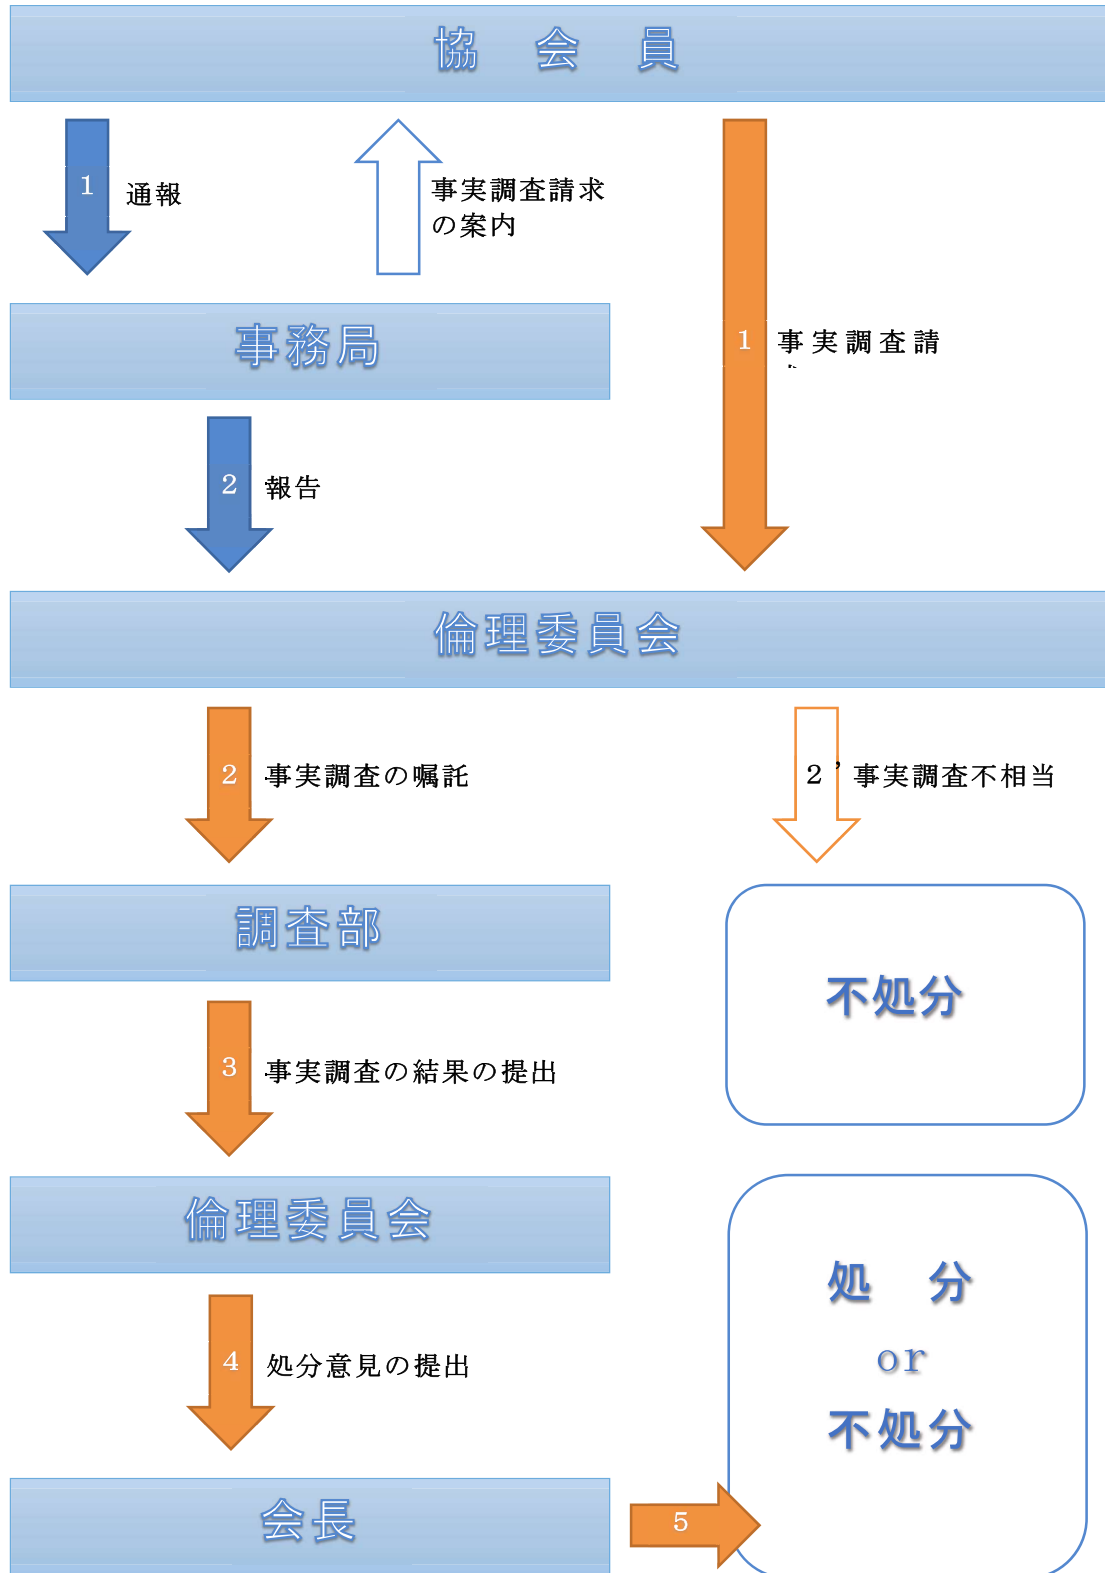 協　会　員
1 通報
事実調査請求
の案内
1 事実調査請
事務局
2 報告
倫理委員会
2 事実調査の嘱託
2’事実調査不相当
調査部
不処分
3 事実調査の結果の提出
倫理委員会
処　分
or
不処分
4 処分意見の提出
会長
5